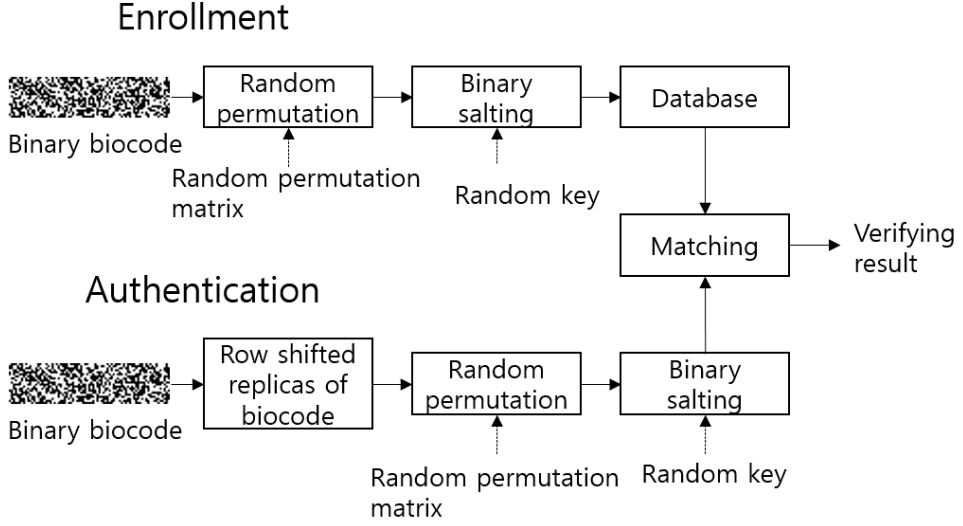 Enrollment
Random
permutation
Binary
salting
Database
Binary biocode
Random permutation
matrix
Random key
Matching
Verifying
result
Authentication
Row shifted
replicas of
biocode
Random
permutation
Binary
salting
Binary biocode
Random permutation
matrix
Random key